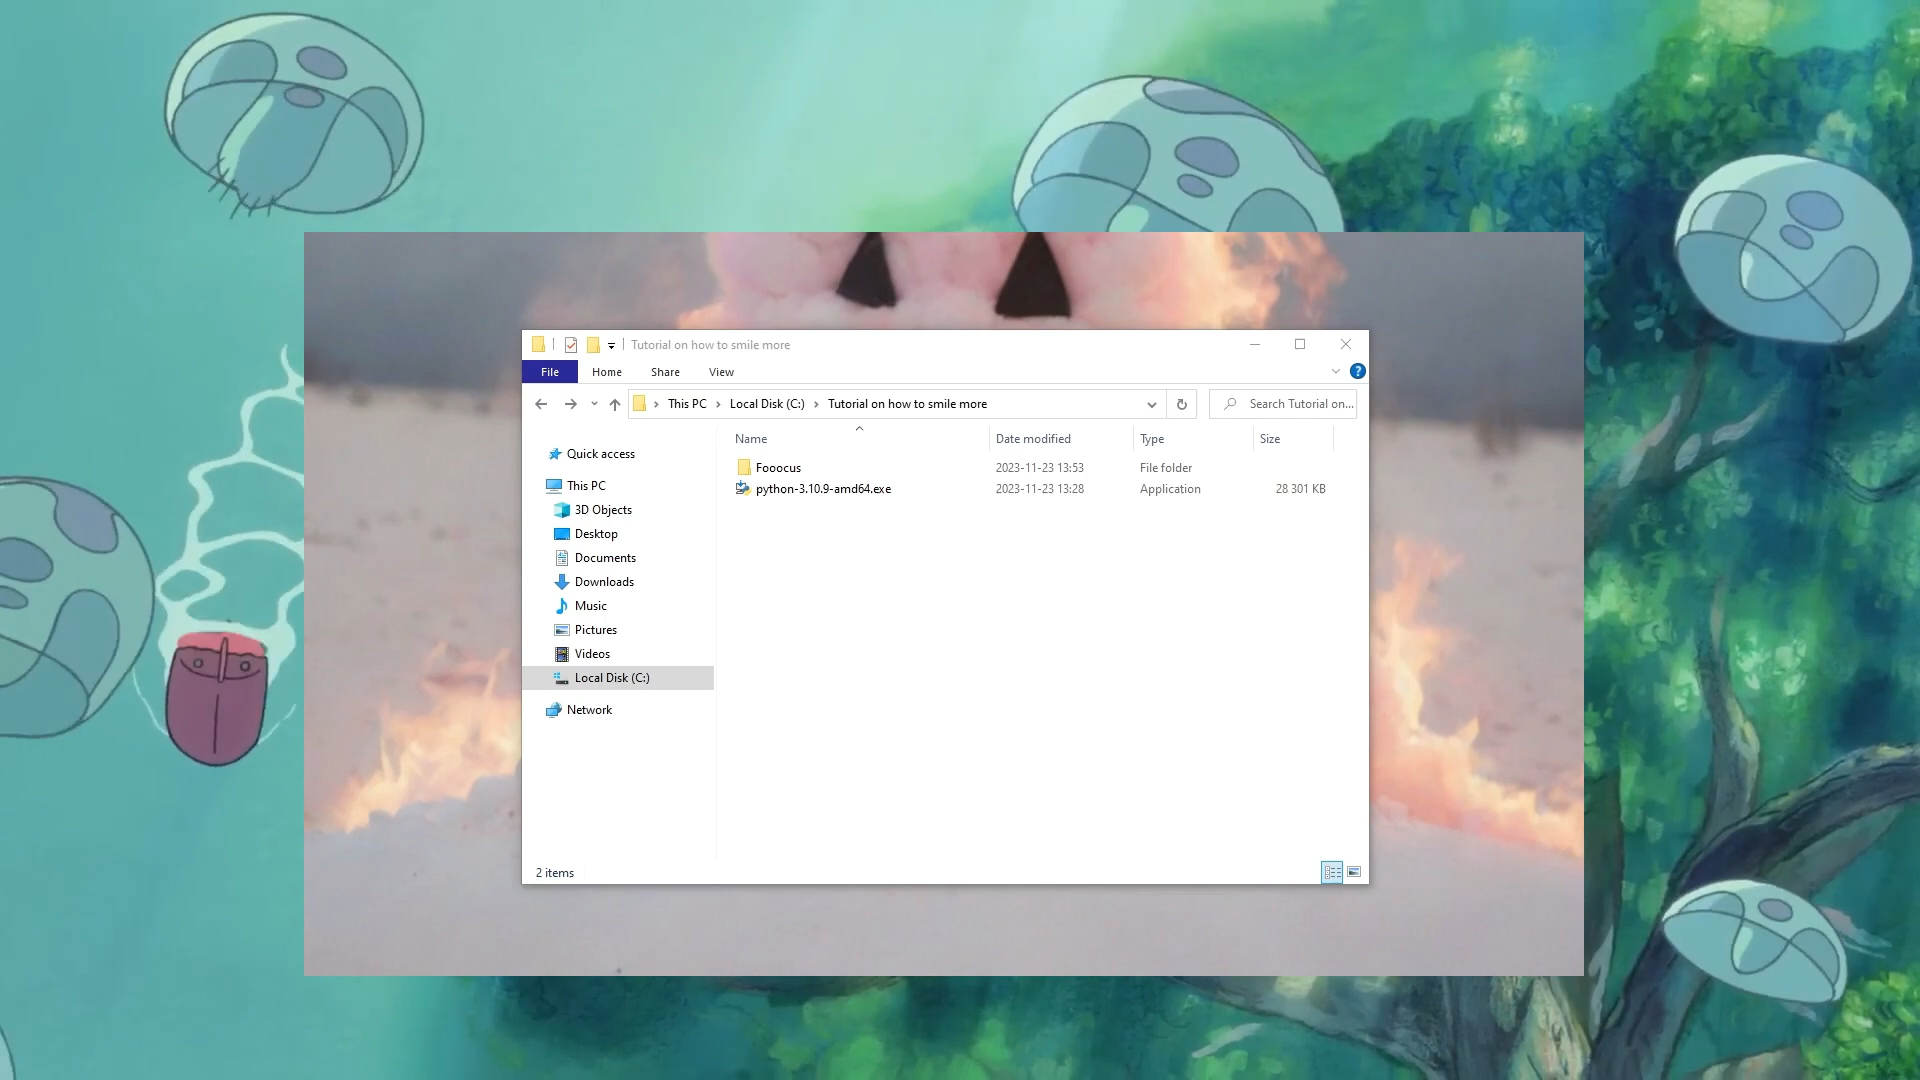 Tutorial on how to smile more
File Home Share View
This PC Local Disk (C:) Tutorial on how to smile more Search Tutorial on...
Name Date modified Type Size
Fooocus 2023-11-23 13:53 File folder
python-3.10.9-amd64.exe 2023-11-23 13:28 Application 28 301 KB
Quick access
This PC
3D Objects
Desktop
Documents
Downloads
Music
Pictures
Videos
Local Disk (C:)
Network
2 items